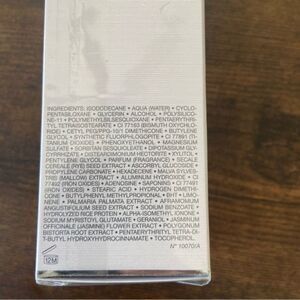 INGREDIENTS: ISODODECANE • AQUA (WATER) • CYCLO-
PENTASILOXANE • GLYCERIN • ALCOHOL • POLYSILICO-
NE-11 • POLYMETHYLSILSESQUIOXANE • PENTAERYTHRI-
TYL TETRAISOSTEARATE • CI 77163 (BISMUTH OXYCHLO-
RIDE) • CETYL PEG/PPG-10/1 DIMETHICONE • BUTYLENE
GLYCOL • SYNTHETIC FLUORPHLOGOPITE • CI 77891 (TI-
TANIUM DIOXIDE) • PHENOXYETHANOL • MAGNESIUM
SULFATE • SORBITAN SESQUIOLEATE • DIPOTASSIUM GLY-
CYRRHIZATE • DISTEARDIMONIUM HECTORITE • XYLITOL
PENTYLENE GLYCOL • PARFUM (FRAGRANCE) • SECALE
CEREALE (RYE) SEED EXTRACT • ASCORBYL GLUCOSIDE •
PROPYLENE CARBONATE • HEXADECENE • MALVA SYLVES-
TRIS (MALLOW) EXTRACT • ALUMINUM HYDROXIDE • CI
77492 (IRON OXIDES) • ADENOSINE • SAPONINS • CI 77491
(IRON OXIDES) • STEARIC ACID • HYDROGEN DIMETHI-
CONE • BUTYLPHENYL METHYLPROPIONAL • BHT • LIMO-
NENE • PALMARIA PALMATA EXTRACT • AFRAMOMUM
ANGUSTIFOLIUM SEED EXTRACT • SODIUM BENZOATE •
HYDROLYZED RICE PROTEIN • ALPHA-ISOMETHYL IONONE
SODIUM MYRISTOYL GLUTAMATE • GERANIOL • JASMINUM
OFFICINALE (JASMINE) FLOWER EXTRACT • POLYGONUM
BISTORTA ROOT EXTRACT • PENTAERYTHRITYL TETRA-DI-
T-BUTYL HYDROXYHYDROCINNAMATE • TOCOPHEROL.
N° 10070/A
12M